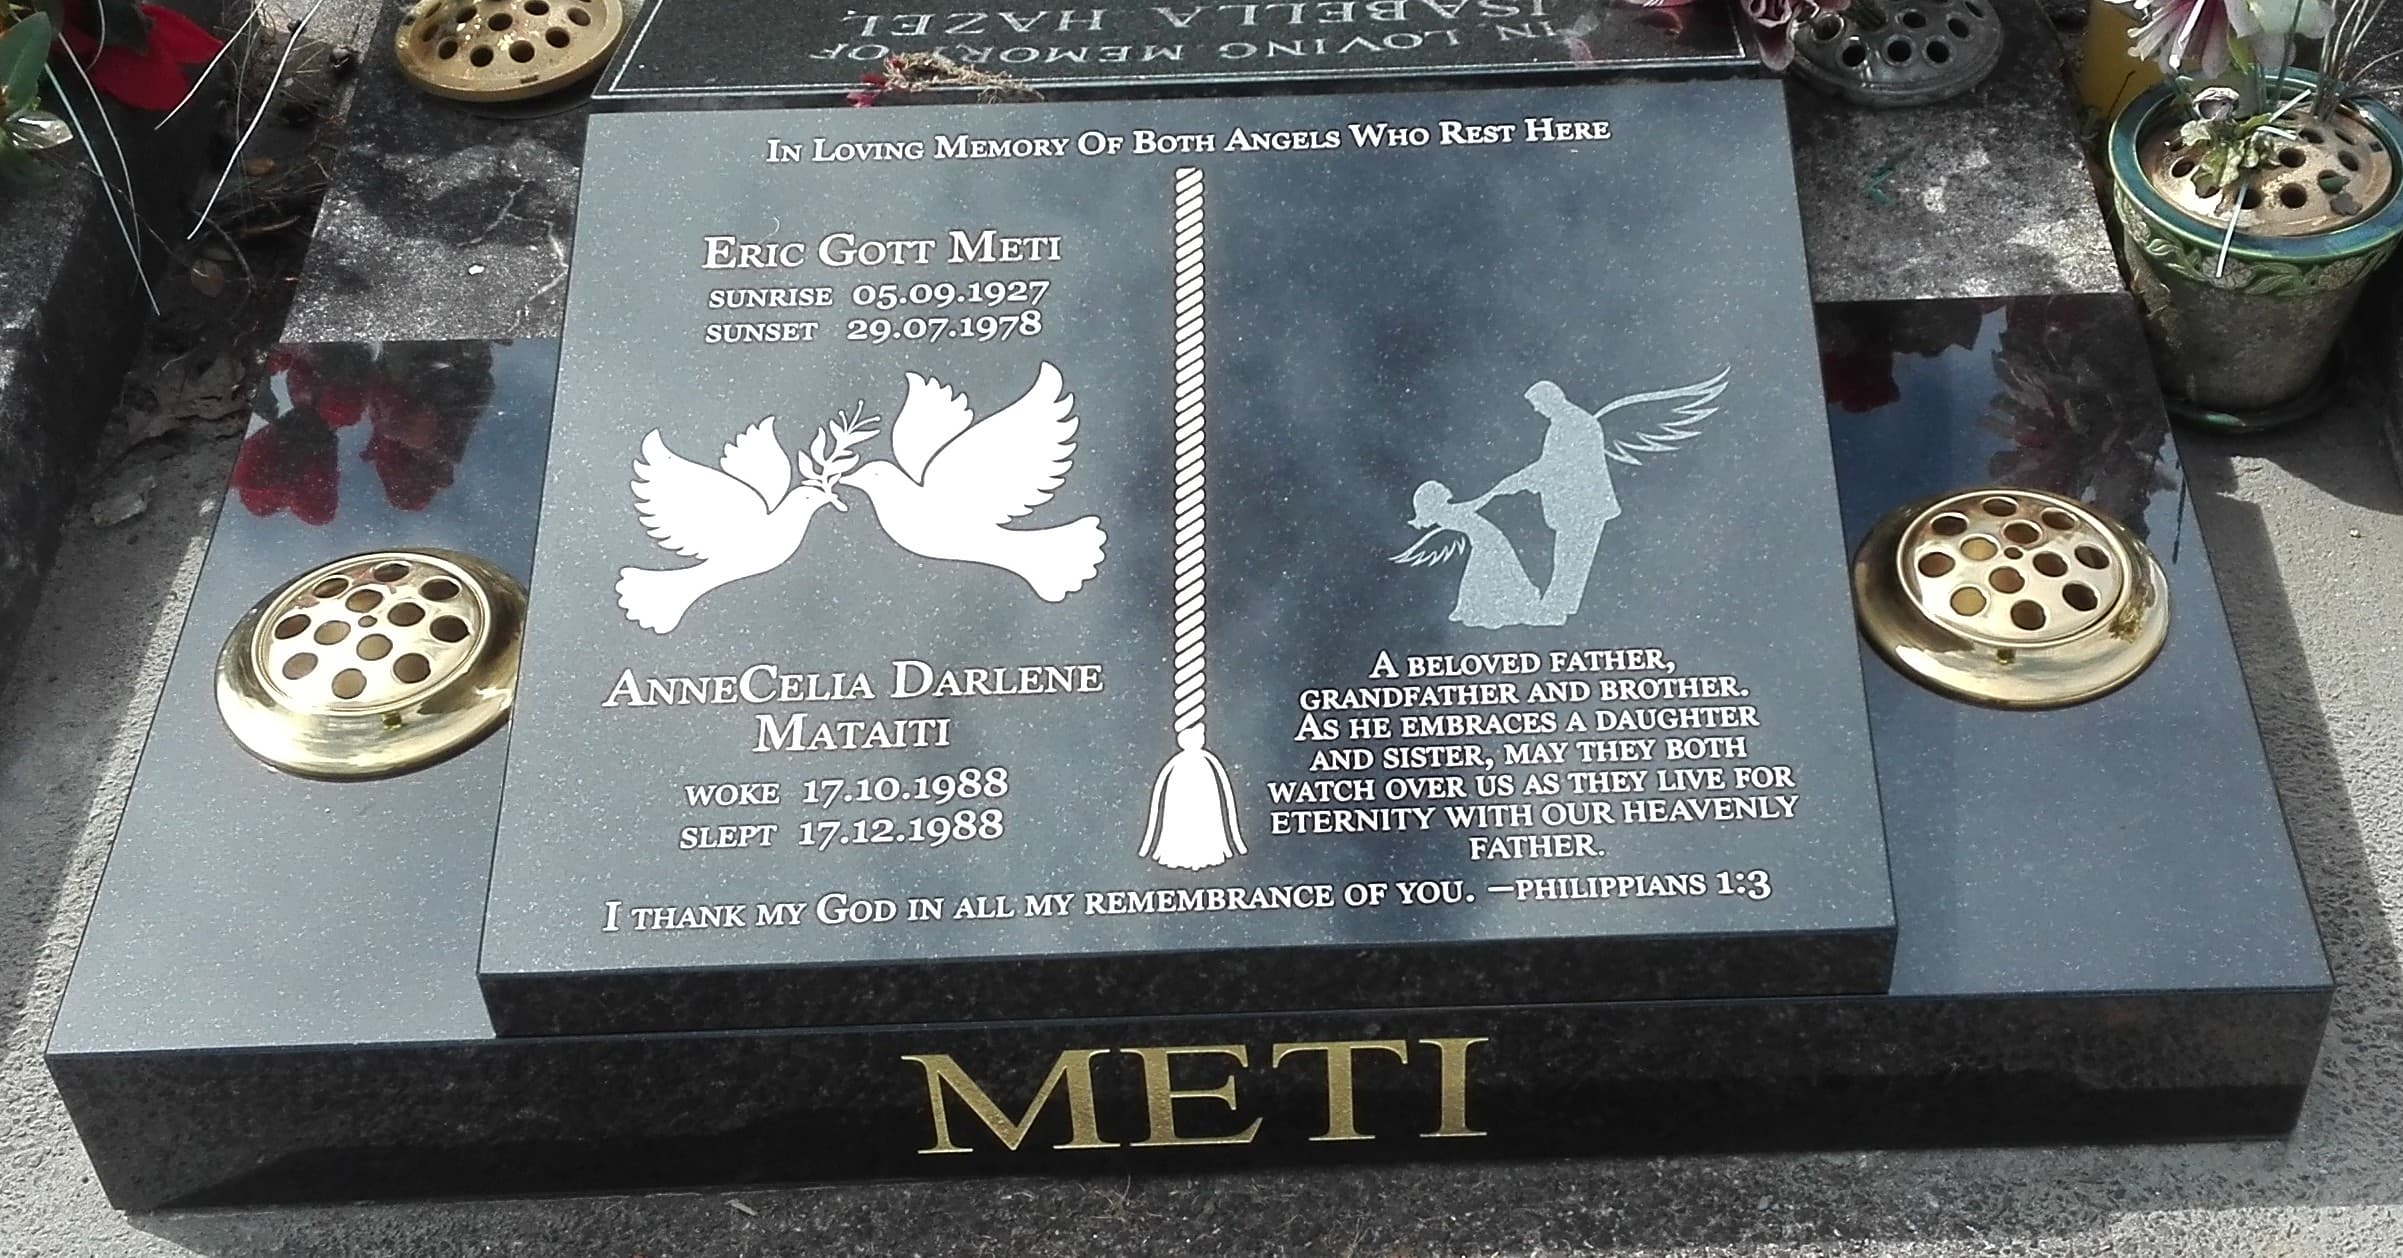 IN LOVING MEMORY OF
ISABELLA HAZEL
IN LOVING MEMORY OF BOTH ANGELS WHO REST HERE
ERIC GOTT METI
SUNRISE 05.09.1927
SUNSET 29.07.1978
ANNECELIA DARLENE
MATAITI
WOKE 17.10.1988
SLEPT 17.12.1988
A BELOVED FATHER,
GRANDFATHER AND BROTHER.
AS HE EMBRACES A DAUGHTER
AND SISTER, MAY THEY BOTH
WATCH OVER US AS THEY LIVE FOR
ETERNITY WITH OUR HEAVENLY
FATHER.
I THANK MY GOD IN ALL MY REMEMBRANCE OF YOU. —PHILIPPIANS 1:3
METI